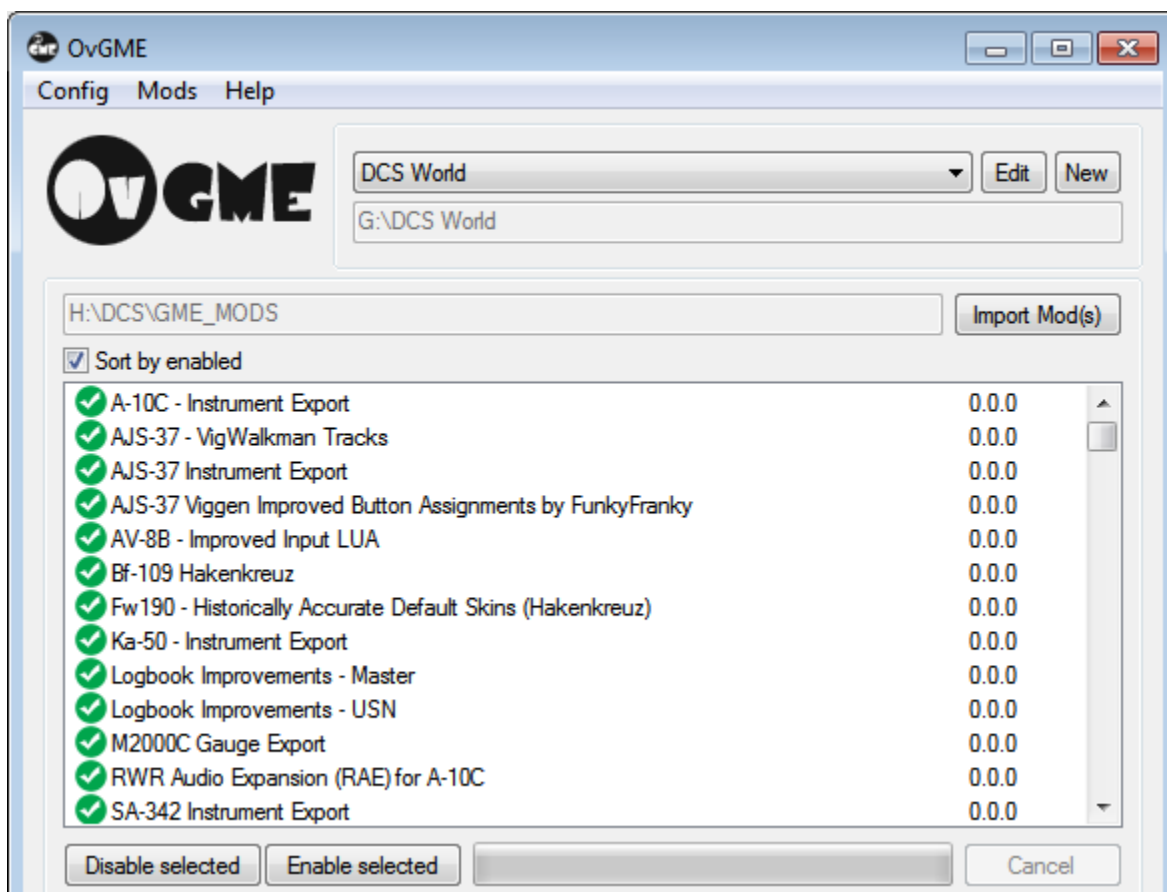 OvGME
Config Mods Help
OvGME
DCS World
Edit
New
G:\DCS World
H:\DCS\GME_MODS
Import Mod(s)
Sort by enabled
A-10C - Instrument Export 0.0.0
AJS-37 - VigWalkman Tracks 0.0.0
AJS-37 Instrument Export 0.0.0
AJS-37 Viggen Improved Button Assignments by FunkyFranky 0.0.0
AV-8B - Improved Input LUA 0.0.0
Bf-109 Hakenkreuz 0.0.0
Fw190 - Historically Accurate Default Skins (Hakenkreuz) 0.0.0
Ka-50 - Instrument Export 0.0.0
Logbook Improvements - Master 0.0.0
Logbook Improvements - USN 0.0.0
M2000C Gauge Export 0.0.0
RWR Audio Expansion (RAE) for A-10C 0.0.0
SA-342 Instrument Export 0.0.0
Disable selected Enable selected Cancel